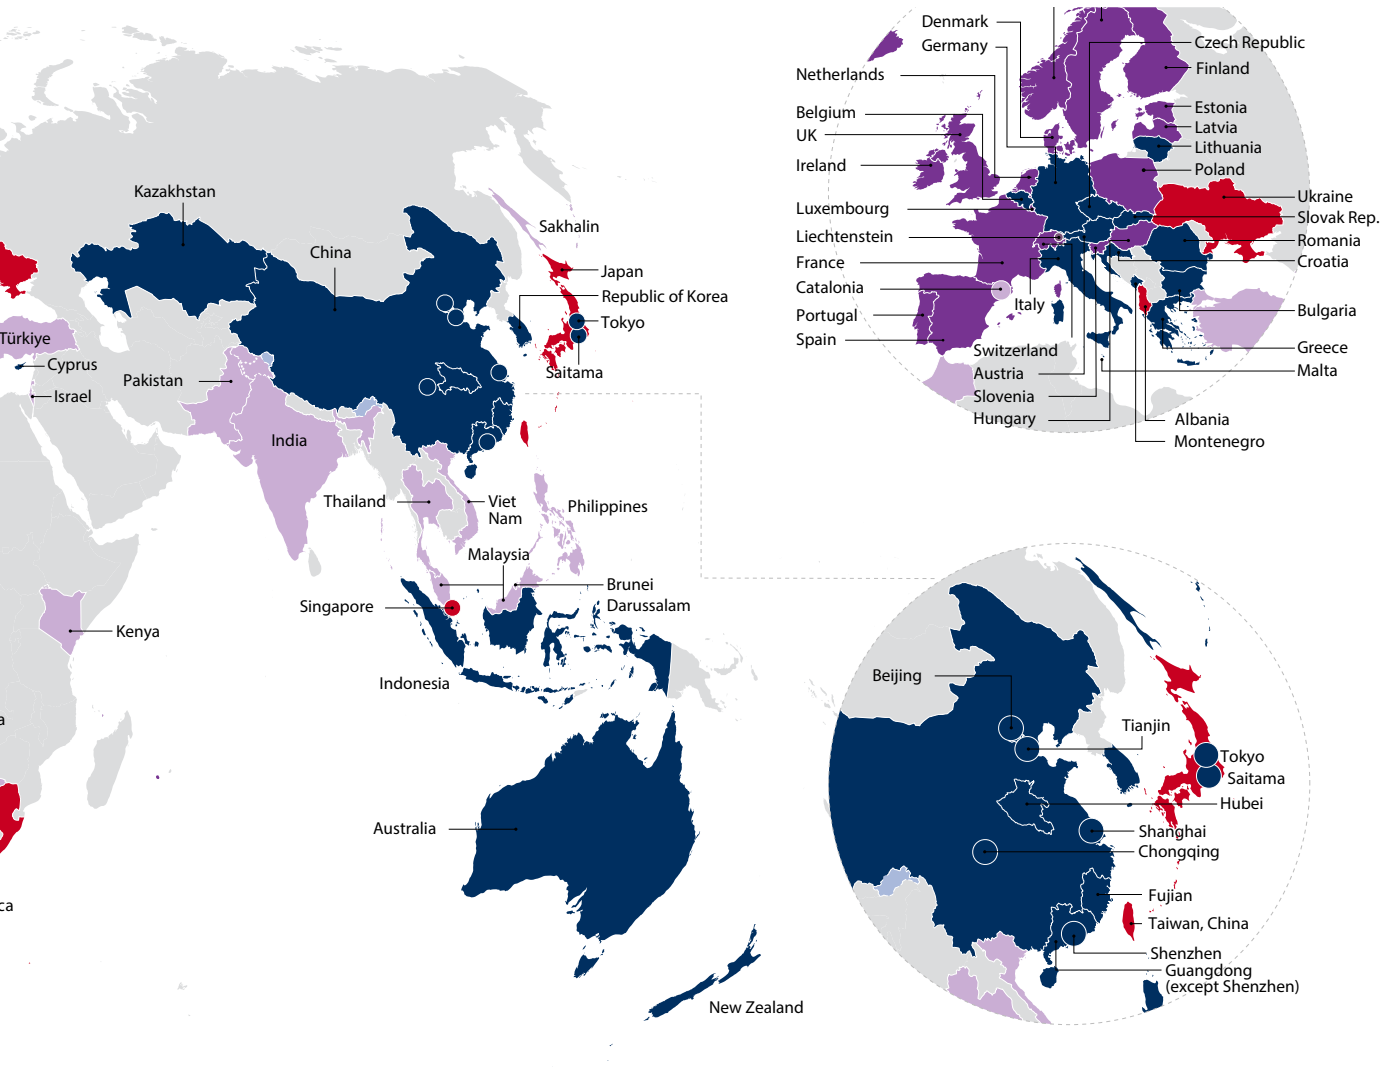 Kazakhstan
China
Sakhalin
Japan
Republic of Korea
Tokyo
Saitama
Türkiye
Cyprus
Israel
Pakistan
India
Thailand
Viet
Nam
Philippines
Malaysia
Brunei
Darussalam
Singapore
Kenya
Indonesia
a
Australia
ca
New Zealand
Denmark
Germany
Netherlands
Belgium
UK
Ireland
Luxembourg
Liechtenstein
France
Catalonia
Portugal
Spain
Italy
Switzerland
Austria
Slovenia
Hungary
Czech Republic
Finland
Estonia
Latvia
Lithuania
Poland
Ukraine
Slovak Rep.
Romania
Croatia
Bulgaria
Greece
Malta
Albania
Montenegro
Beijing
Tianjin
Tokyo
Saitama
Hubei
Shanghai
Chongqing
Fujian
Taiwan, China
Shenzhen
Guangdong
(except Shenzhen)